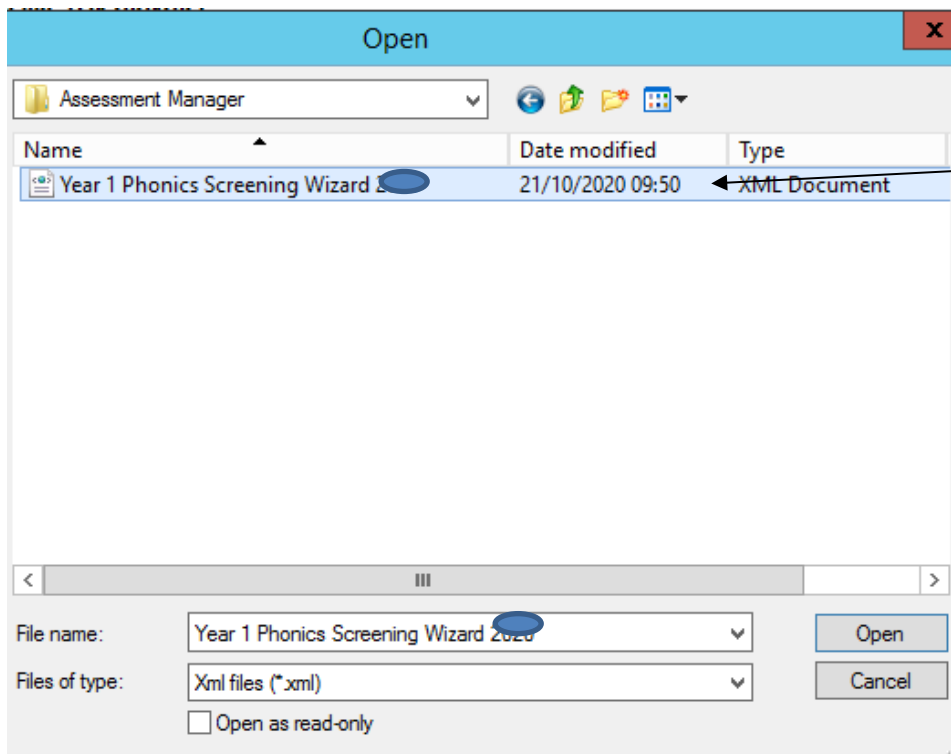 Open
x
Assessment Manager
Name Date modified Type
Year 1 Phonics Screening Wizard 21/10/2020 09:50 XML Document
File name: Year 1 Phonics Screening Wizard Open
Files of type: Xml files (*.xml) Cancel
Open as read-only